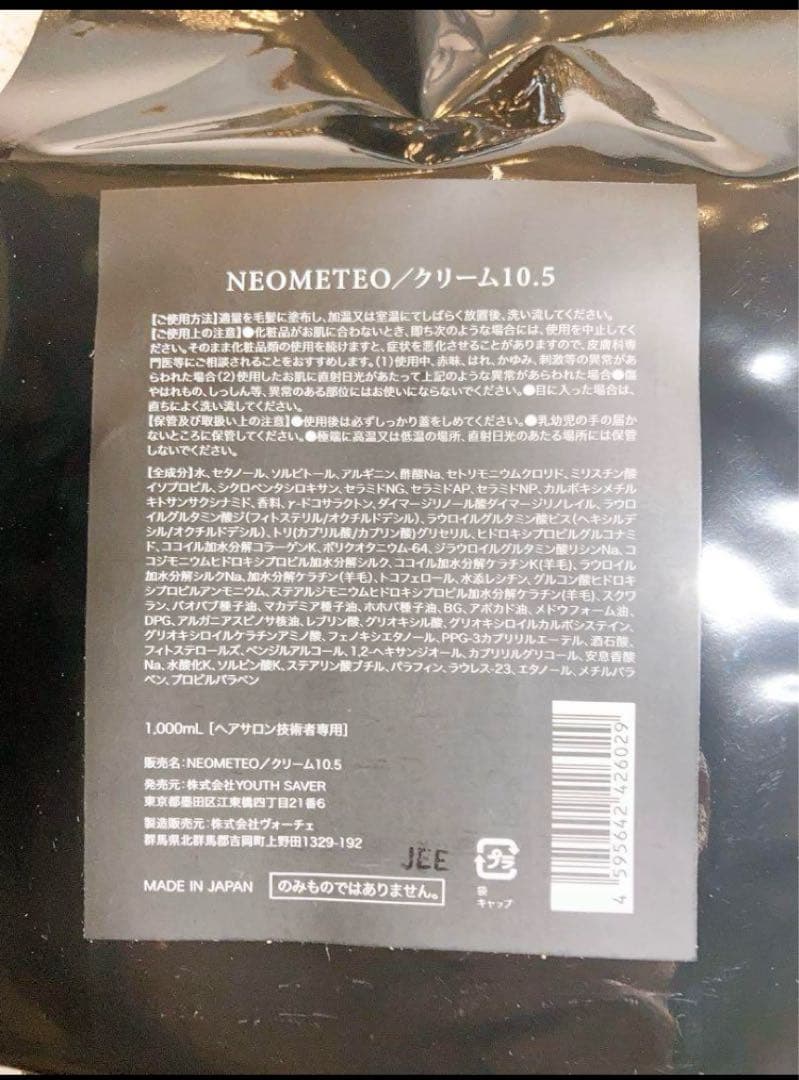 NEOMETEO／クリーム10.5
【ご使用方法】適量を毛髪に塗布し、加温又は室温にてしばらく放置後、洗い流してください。
【ご使用上の注意】●化粧品がお肌に合わないとき、即ち次のような場合には、使用を中止してく
ださい。そのまま化粧品類の使用を続けますと、症状を悪化させることがありますので、皮膚科専
門医等にご相談されることをおすすめします。(1)使用中、赤味、はれ、かゆみ、刺激等の異常があ
らわれた場合(2)使用したお肌に直射日光があたって上記のような異常があらわれた場合●傷
やはれもの、しっしん等、異常のある部位にはお使いにならないでください。●目に入った場合は、
直ちによく洗い流してください。
【保管及び取扱い上の注意】●使用後は必ずしっかり蓋をしめてください。●乳幼児の手の届か
ないところに保管してください。●極端に高温又は低温の場所、直射日光のあたる場所には保管
しないでください。
【全成分】水、セタノール、ソルビトール、アルギニン、酢酸Na、セトリモニウムクロリド、ミリスチン酸
イソプロピル、シクロペンタシロキサン、セラミドNG、セラミドAP、セラミドNP、カルボキシメチル
キトサンサクシナミド、香料、γ-ドコサラクトン、ダイマージリノール酸ダイマージリノレイル、ラウロ
イルグルタミン酸ジ(フィトステリル/オクチルドデシル)、ラウロイルグルタミン酸ビス(ヘキシルデ
シル/オクチルドデシル)、トリ(カプリル酸/カプリン酸)グリセリル、ヒドロキシプロピルグルコナミ
ド、ココイル加水分解コラーゲンK、ポリクオタニウム-64、ジラウロイルグルタミン酸リシンNa、コ
コジモニウムヒドロキシプロピル加水分解シルク、ココイル加水分解ケラチンK(羊毛)、ラウロイル
加水分解シルクNa、加水分解ケラチン(羊毛)、トコフェロール、水添レシチン、グルコン酸ヒドロキ
シプロピルアンモニウム、ステアルジモニウムヒドロキシプロピル加水分解ケラチン(羊毛)、スクワ
ラン、バオバブ種子油、マカデミア種子油、ホホバ種子油、BG、アボカド油、メドウフォーム油、
DPG、アルガニアスピノサ核油、レブリン酸、グリオキシル酸、グリオキシロイルカルボシステイン、
グリオキシロイルケラチンアミノ酸、フェノキシエタノール、PPG-3カプリリルエーテル、酒石酸、
フィトステロールズ、ベンジルアルコール、1,2-ヘキサンジオール、カプリリルグリコール、安息香酸
Na、水酸化K、ソルビン酸K、ステアリン酸ブチル、パラフィン、ラウレス-23、エタノール、メチルパラ
ベン、プロピルパラベン
1,000mL [ヘアサロン技術者専用]
販売名：NEOMETEO／クリーム10.5
発売元：株式会社YOUTH SAVER
東京都墨田区江東橋四丁目21番6
製造販売元：株式会社ヴォーチェ
群馬県北群馬郡吉岡町上野田1329-192
JEE
MADE IN JAPAN
のみものではありません。
プラ
袋
キャップ
4 595642 426029